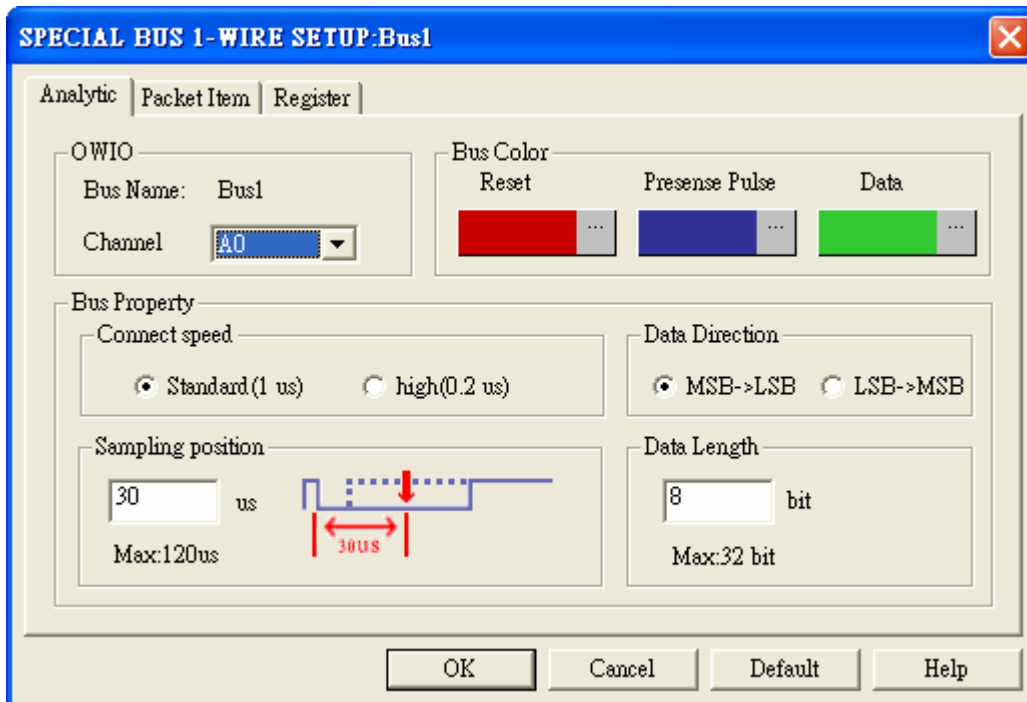 SPECIAL BUS 1-WIRE SETUP:Bus1
Analytic Packet Item Register
OWIO
Bus Name: Bus1
Channel A0
Bus Color
Reset Presense Pulse Data
... ... ...
Bus Property
Connect speed
Standard(1 us) high(0.2 us)
Data Direction
MSB->LSB LSB->MSB
Sampling position
30 us
30US
Max:120us
Data Length
8 bit
Max:32 bit
OK Cancel Default Help